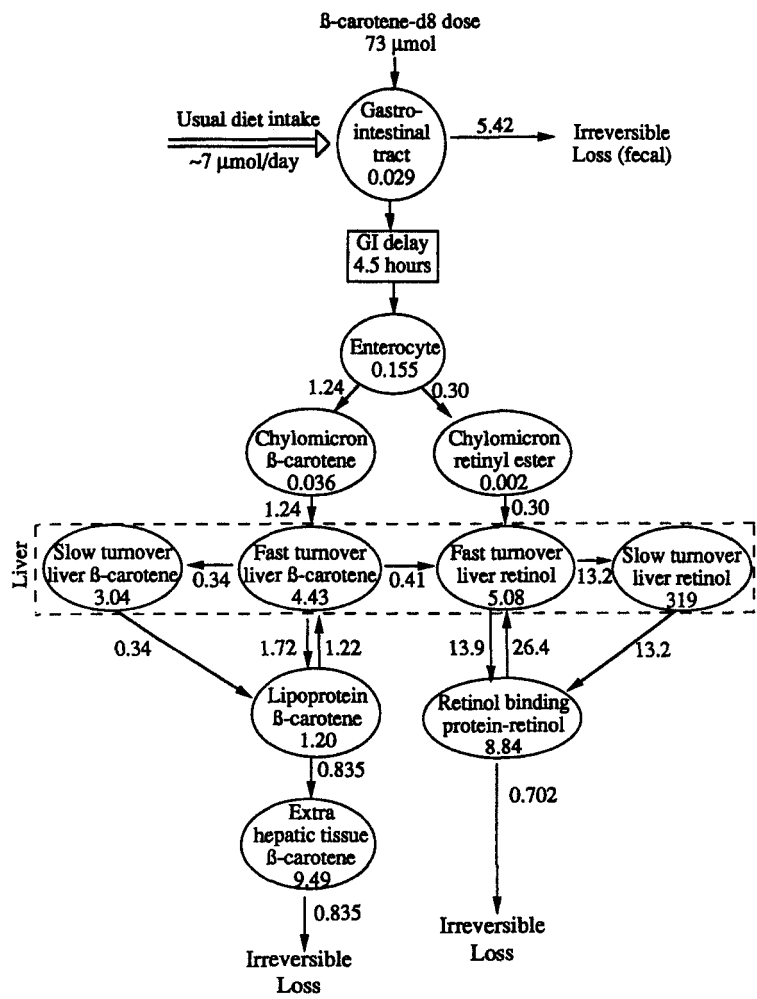 ß-carotene-d8 dose
73 µmol
Usual diet intake
~7 µmol/day
Gastro-
intestinal
tract
0.029
5.42
Irreversible
Loss (fecal)
GI delay
4.5 hours
Enterocyte
0.155
1.24
0.30
Chylomicron
ß-carotene
0.036
Chylomicron
retinyl ester
0.002
1.24
0.30
Liver
Slow turnover
liver ß-carotene
3.04
0.34
Fast turnover
liver ß-carotene
4.43
0.41
Fast turnover
liver retinol
5.08
13.2
Slow turnover
liver retinol
319
0.34
1.72
1.22
13.9
26.4
13.2
Lipoprotein
ß-carotene
1.20
Retinol binding
protein-retinol
8.84
0.835
0.702
Extra
hepatic tissue
ß-carotene
9.49
0.835
Irreversible
Loss
Irreversible
Loss